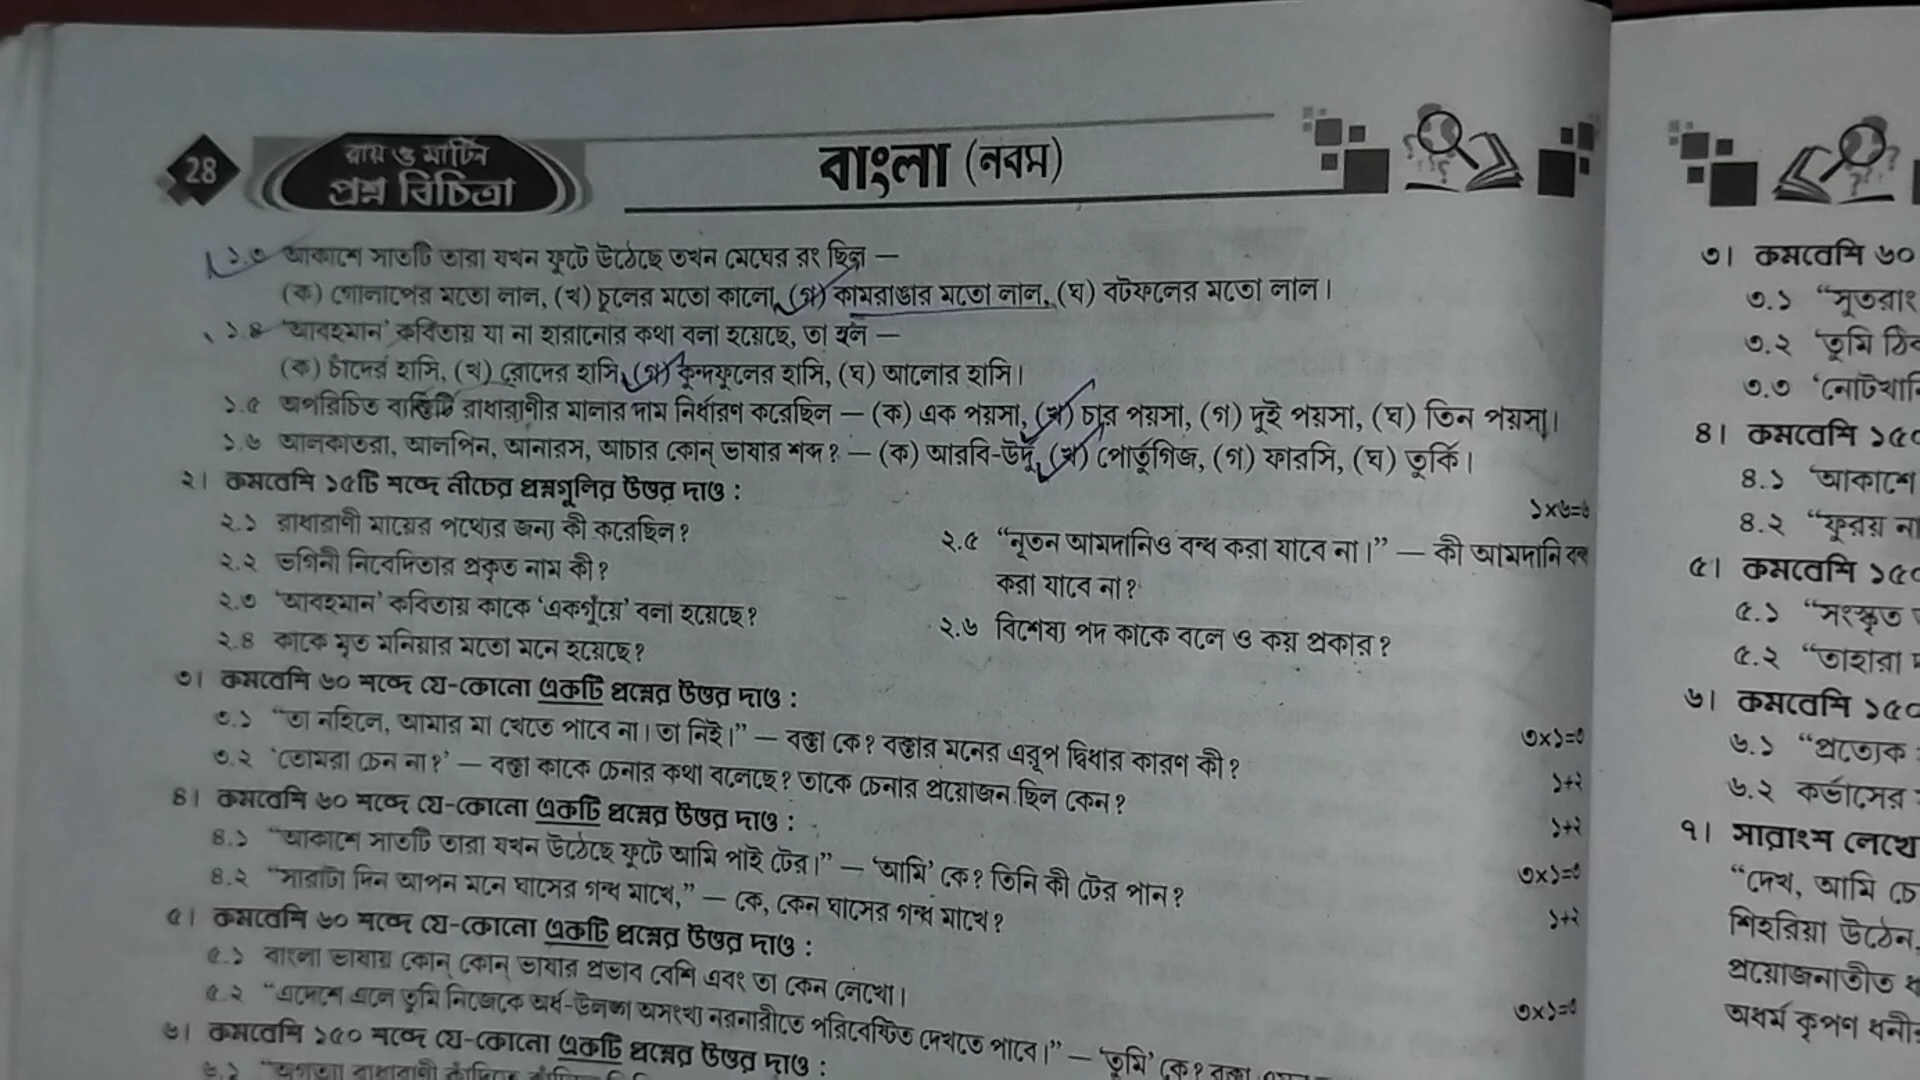 28
রায় ও মার্টিন
প্রশ্ন বিচিত্রা
বাংলা (নবম)
১.৩ আকাশে সাতটি তারা যখন ফুটে উঠেছে তখন মেঘের রং ছিল —
(ক) গোলাপের মতো লাল, (খ) চুলের মতো কালো, (গ) কামরাঙার মতো লাল, (ঘ) বটফলের মতো লাল।
১.৪ 'আবহমান' কবিতায় যা না হারানোর কথা বলা হয়েছে, তা হল —
(ক) চাঁদের হাসি, (খ) রোদের হাসি, (গ) কুন্দফুলের হাসি, (ঘ) আলোর হাসি।
১.৫ অপরিচিত ব্যক্তিটি রাধারাণীর মালার দাম নির্ধারণ করেছিল — (ক) এক পয়সা, (খ) চার পয়সা, (গ) দুই পয়সা, (ঘ) তিন পয়সা।
১.৬ আলকাতরা, আলপিন, আনারস, আচার কোন্ ভাষার শব্দ? — (ক) আরবি-উর্দু, (খ) পোর্তুগিজ, (গ) ফারসি, (ঘ) তুর্কি।
২। কমবেশি ১৫টি শব্দে নীচের প্রশ্নগুলির উত্তর দাও :
১×৬=৬
২.১ রাধারাণী মায়ের পথ্যের জন্য কী করেছিল?
২.২ ভগিনী নিবেদিতার প্রকৃত নাম কী?
২.৩ 'আবহমান' কবিতায় কাকে 'একগুঁয়ে' বলা হয়েছে?
২.৪ কাকে মৃত মনিয়ার মতো মনে হয়েছে?
২.৫ "নূতন আমদানিও বন্ধ করা যাবে না।" — কী আমদানি বন্ধ
করা যাবে না?
২.৬ বিশেষ্য পদ কাকে বলে ও কয় প্রকার?
৩। কমবেশি ৬০ শব্দে যে-কোনো একটি প্রশ্নের উত্তর দাও :
৩×১=৩
৩.১ "তা নহিলে, আমার মা খেতে পাবে না। তা নিই।" — বক্তা কে? বক্তার মনের এরূপ দ্বিধার কারণ কী?
১+২
৩.২ 'তোমরা চেন না?' — বক্তা কাকে চেনার কথা বলেছে? তাকে চেনার প্রয়োজন ছিল কেন?
১+২
৪। কমবেশি ৬০ শব্দে যে-কোনো একটি প্রশ্নের উত্তর দাও :
৩×১=৩
৪.১ "আকাশে সাতটি তারা যখন উঠেছে ফুটে আমি পাই টের।" — 'আমি' কে? তিনি কী টের পান?
১+২
৪.২ "সারাটা দিন আপন মনে ঘাসের গন্ধ মাখে," — কে, কেন ঘাসের গন্ধ মাখে?
৫। কমবেশি ৬০ শব্দে যে-কোনো একটি প্রশ্নের উত্তর দাও :
৩×১=৩
৫.১ বাংলা ভাষায় কোন্ কোন্ ভাষার প্রভাব বেশি এবং তা কেন লেখো।
৫.২ "এদেশে এলে তুমি নিজেকে অর্ধ-উলঙ্গ অসংখ্য নরনারীতে পরিবেষ্টিত দেখতে পাবে।" — 'তুমি' কে? বক্তা
৬। কমবেশি ১৫০ শব্দে যে-কোনো একটি প্রশ্নের উত্তর দাও :
৬.১ "অগত্যা রাধারাণী কাঁদিতে কাঁদিতে
৩। কমবেশি ৬০
৩.১ "সুতরাং
৩.২ 'তুমি ঠিক
৩.৩ 'নোটখানি
৪। কমবেশি ১৫০
৪.১ 'আকাশে
৪.২ "ফুরয় না
৫। কমবেশি ১৫০
৫.১ "সংস্কৃত
৫.২ "তাহারা
৬। কমবেশি ১৫০
৬.১ "প্রত্যেক
৬.২ কর্ভাসের
৭। সারাংশ লেখো
"দেখ, আমি চো
শিহরিয়া উঠেন,
প্রয়োজনাতীত
অধর্ম কৃপণ ধনীর